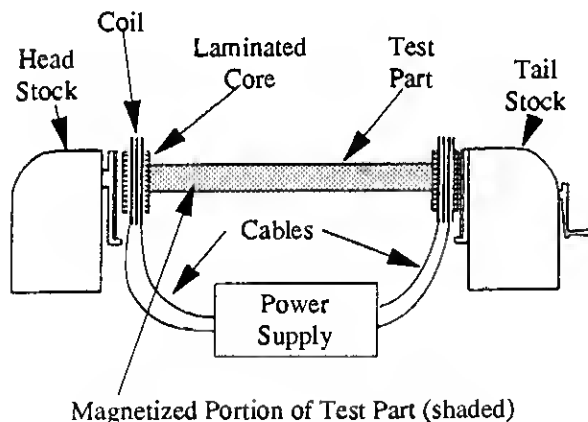 Coil
Head
Stock
Laminated
Core
Test
Part
Tail
Stock
Cables
Power
Supply
Magnetized Portion of Test Part (shaded)